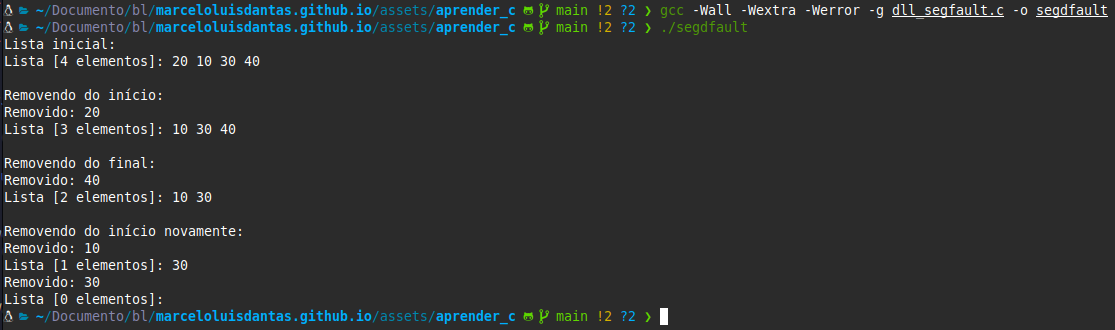 ~/Documento/bl/marceloluisdantas.github.io/assets/aprender_c main !2 ?2 ❯ gcc -Wall -Wextra -Werror -g dll_segfault.c -o segdfault
~/Documento/bl/marceloluisdantas.github.io/assets/aprender_c main !2 ?2 ❯ ./segdfault
Lista inicial:
Lista [4 elementos]: 20 10 30 40
Removendo do início:
Removido: 20
Lista [3 elementos]: 10 30 40
Removendo do final:
Removido: 40
Lista [2 elementos]: 10 30
Removendo do início novamente:
Removido: 10
Lista [1 elementos]: 30
Removido: 30
Lista [0 elementos]:
~/Documento/bl/marceloluisdantas.github.io/assets/aprender_c main !2 ?2 ❯